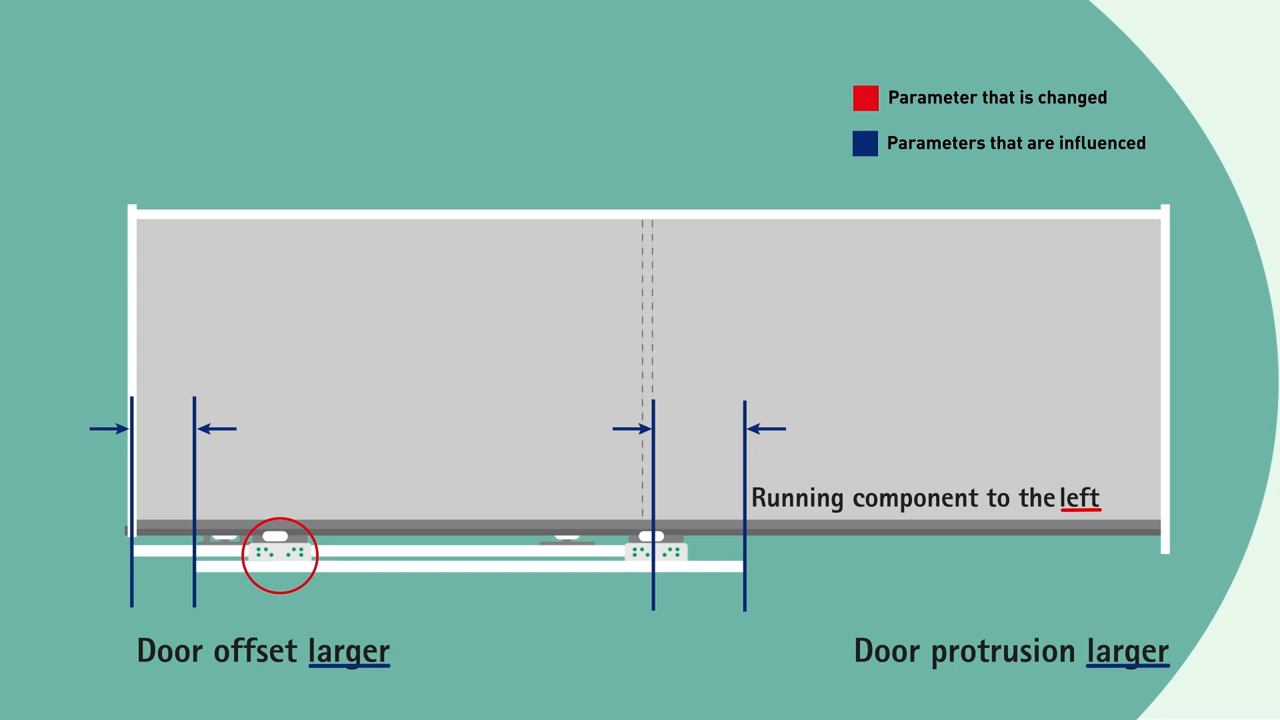 Parameter that is changed
Parameters that are influenced
Running component to the left
Door offset larger
Door protrusion larger